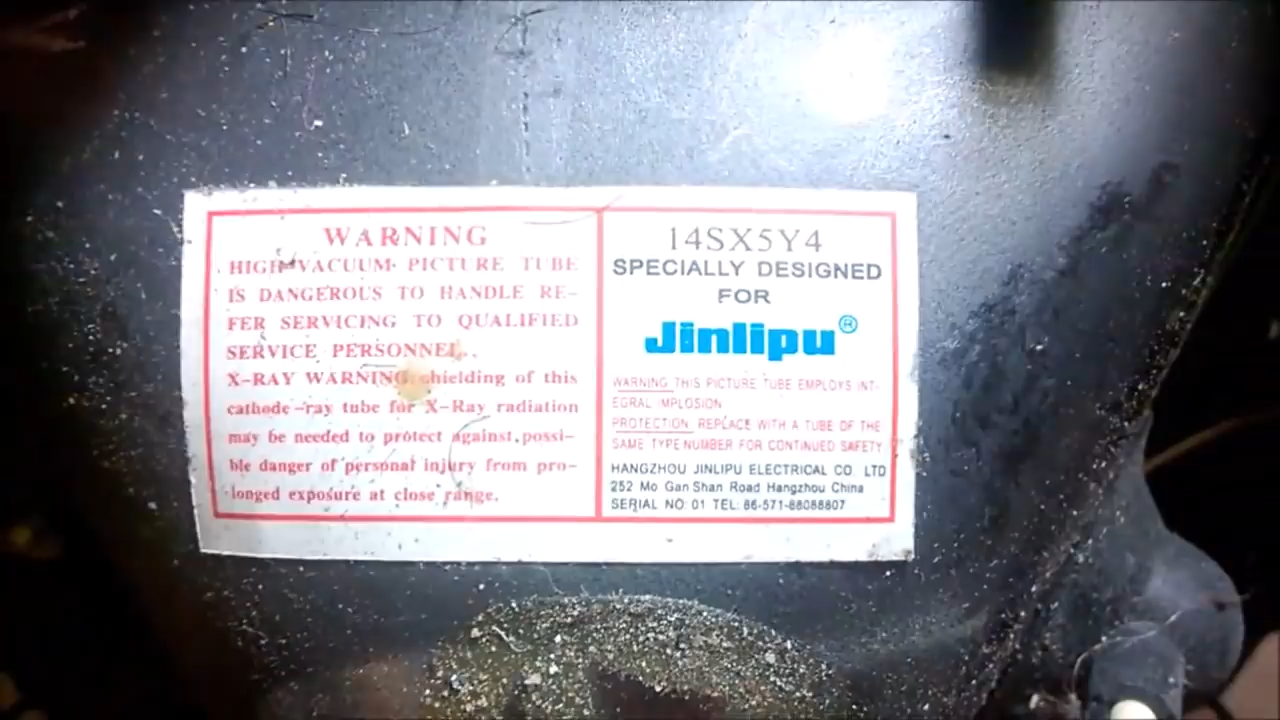 WARNING
HIGH-VACUUM PICTURE TUBE
IS DANGEROUS TO HANDLE RE-
FER SERVICING TO QUALIFIED
SERVICE PERSONNEL.
X-RAY WARNING shielding of this
cathode-ray tube for X-Ray radiation
may be needed to protect against possi-
ble danger of personal injury from pro-
longed exposure at close range.
14SX5Y4
SPECIALLY DESIGNED
FOR
Jinlipu®
WARNING THIS PICTURE TUBE EMPLOYS INT-
EGRAL IMPLOSION
PROTECTION REPLACE WITH A TUBE OF THE
SAME TYPE NUMBER FOR CONTINUED SAFETY
HANGZHOU JINLIPU ELECTRICAL CO. LTD
252 Mo Gan Shan Road Hangzhou China
SERIAL NO 01 TEL: 86-571-88088807